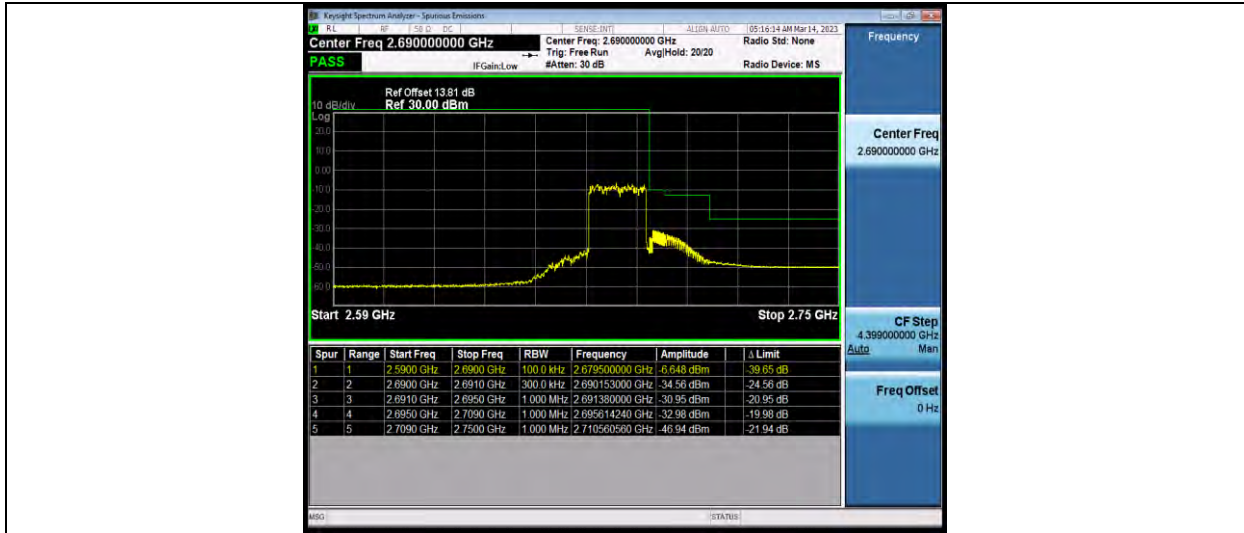 Keysight Spectrum Analyzer - Spurious Emissions
RL RF 50 Ω DC SENSE:INT ALIGN AUTO 05:16:14 AM Mar 14, 2023
Center Freq 2.690000000 GHz Center Freq: 2.690000000 GHz Radio Std: None
Trig: Free Run Avg|Hold: 20/20
PASS IFGain:Low #Atten: 30 dB Radio Device: MS
Ref Offset 13.81 dB
10 dB/div Ref 30.00 dBm
Log
20.0
10.0
0.00
-10.0
-20.0
-30.0
-40.0
-50.0
-60.0
Start 2.59 GHz Stop 2.75 GHz
Spur Range Start Freq Stop Freq RBW Frequency Amplitude Δ Limit
1 1 2.5900 GHz 2.6900 GHz 100.0 kHz 2.679500000 GHz -6.648 dBm -39.65 dB
2 2 2.6900 GHz 2.6910 GHz 300.0 kHz 2.690153000 GHz -34.56 dBm -24.56 dB
3 3 2.6910 GHz 2.6950 GHz 1.000 MHz 2.691380000 GHz -30.95 dBm -20.95 dB
4 4 2.6950 GHz 2.7090 GHz 1.000 MHz 2.695614240 GHz -32.98 dBm -19.98 dB
5 5 2.7090 GHz 2.7500 GHz 1.000 MHz 2.710560560 GHz -46.94 dBm -21.94 dB
MSG STATUS
Frequency
Center Freq
2.690000000 GHz
CF Step
4.399000000 GHz
Auto Man
Freq Offset
0 Hz